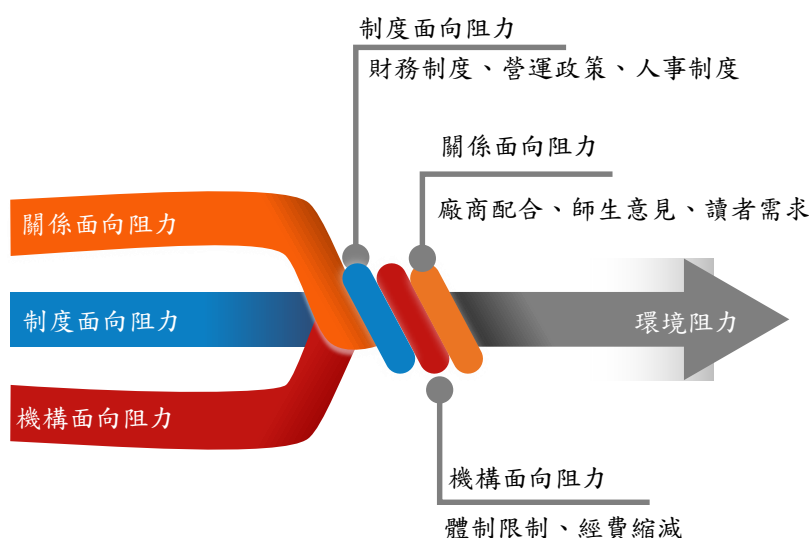 制度面向阻力
財務制度、營運政策、人事制度
關係面向阻力
廠商配合、師生意見、讀者需求
關係面向阻力
制度面向阻力
環境阻力
機構面向阻力
機構面向阻力
體制限制、經費縮減